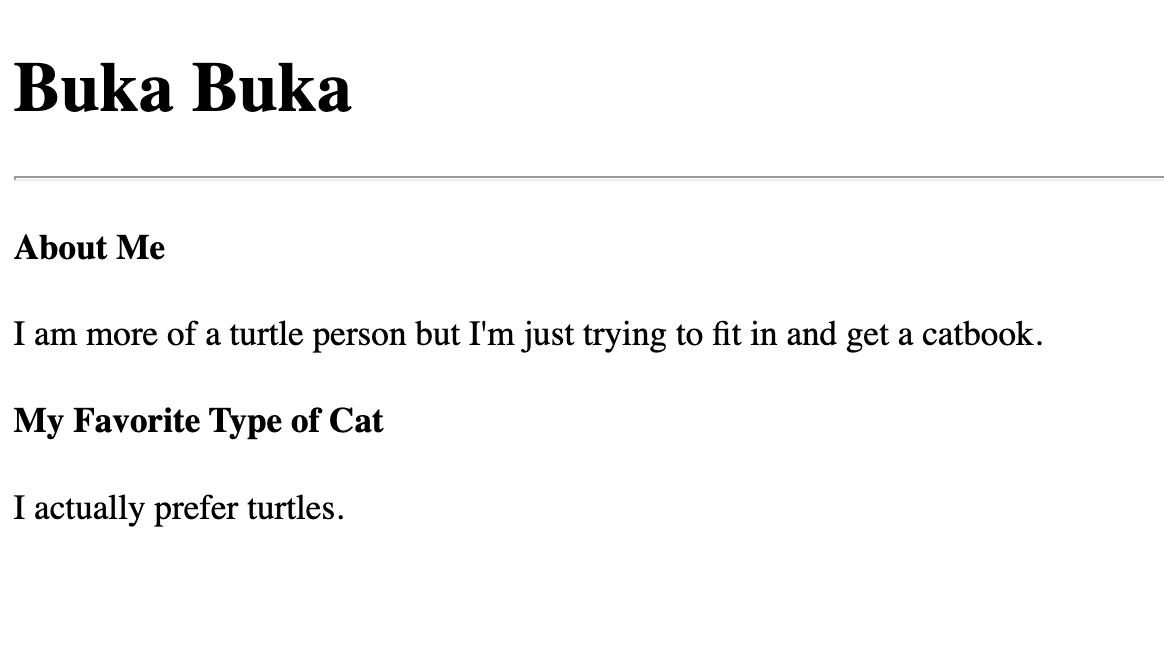 Buka Buka
About Me
I am more of a turtle person but I'm just trying to fit in and get a catbook.
My Favorite Type of Cat
I actually prefer turtles.